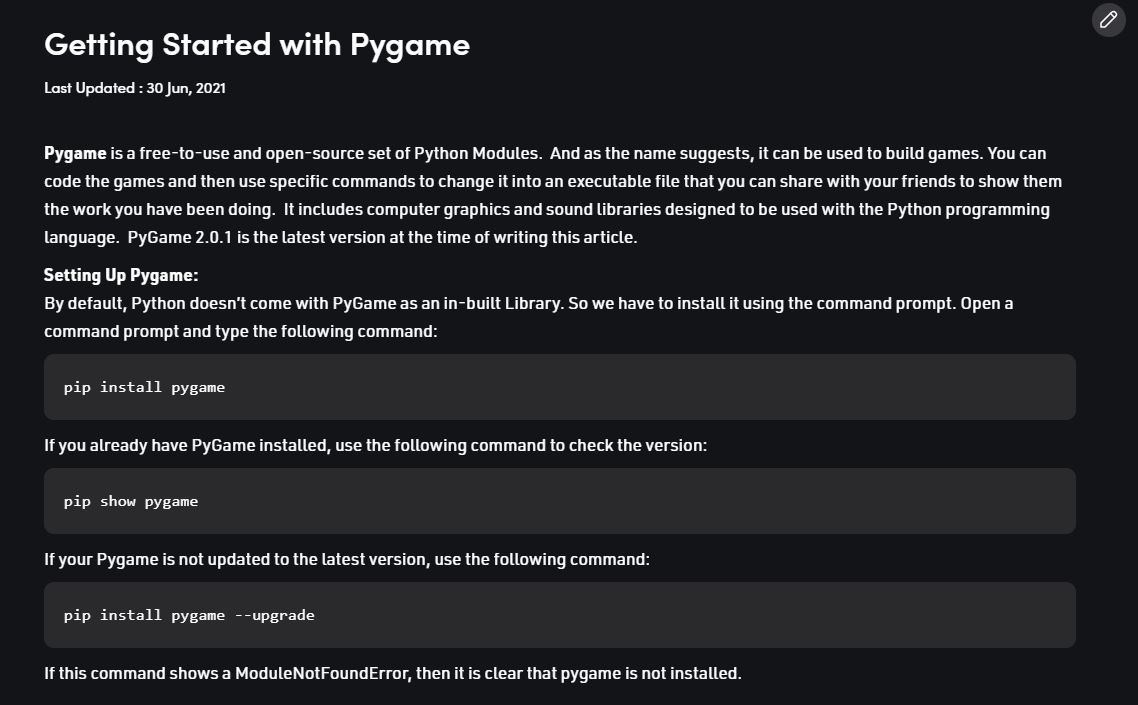 Getting Started with Pygame
Last Updated : 30 Jun, 2021
Pygame is a free-to-use and open-source set of Python Modules.  And as the name suggests, it can be used to build games. You can
code the games and then use specific commands to change it into an executable file that you can share with your friends to show them
the work you have been doing.  It includes computer graphics and sound libraries designed to be used with the Python programming
language.  PyGame 2.0.1 is the latest version at the time of writing this article.
Setting Up Pygame:
By default, Python doesn’t come with PyGame as an in-built Library. So we have to install it using the command prompt. Open a
command prompt and type the following command:
pip install pygame
If you already have PyGame installed, use the following command to check the version:
pip show pygame
If your Pygame is not updated to the latest version, use the following command:
pip install pygame --upgrade
If this command shows a ModuleNotFoundError, then it is clear that pygame is not installed.